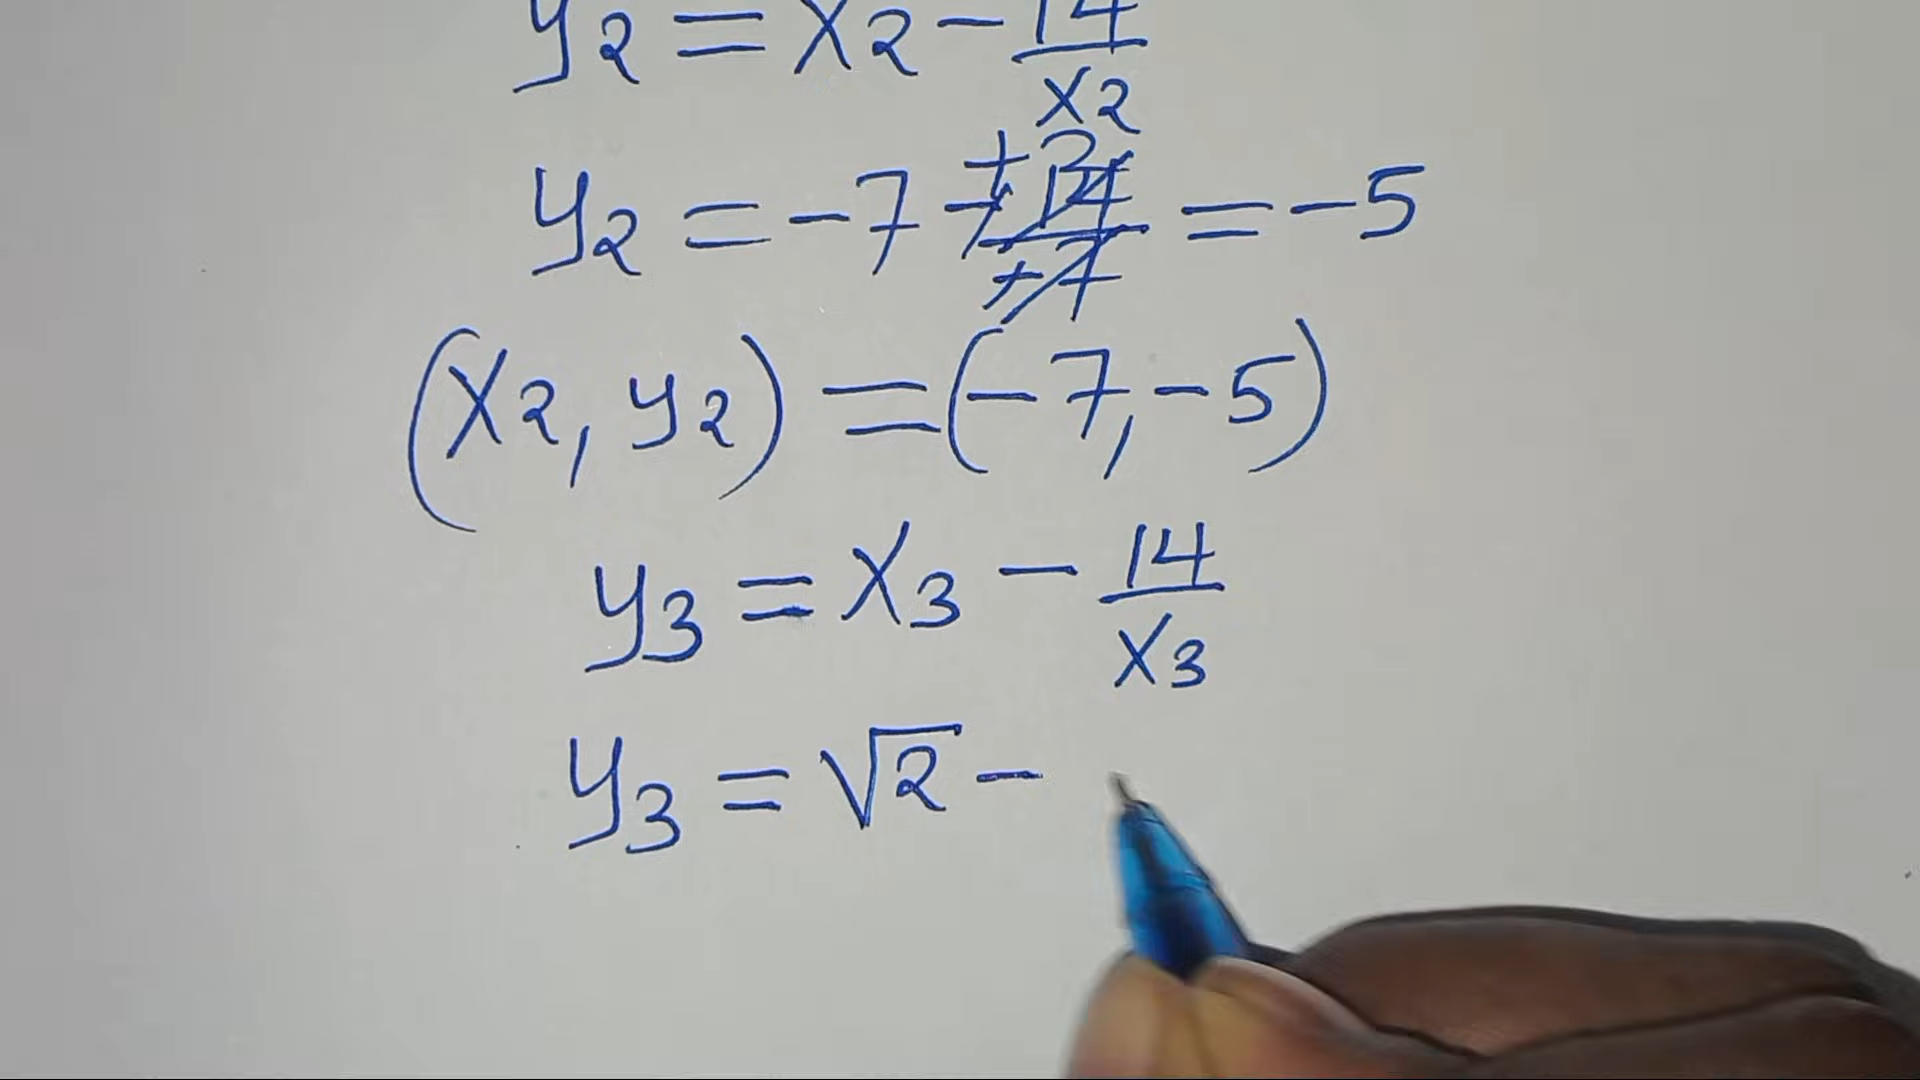 y2 = x2 - 14/x2
y2 = -7 -+ 14/+7 2 = -5
(x2, y2) = (-7, -5)
y3 = x3 - 14/x3
y3 = √2 -